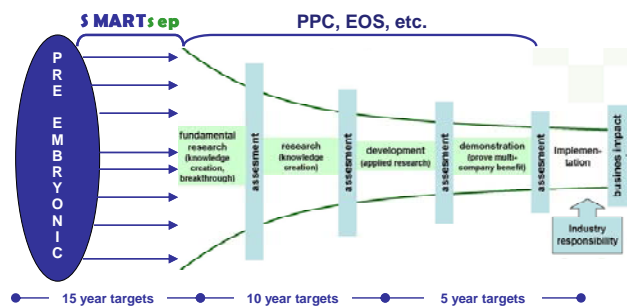 SMARTsep
PPC, EOS, etc.
PRE EMBRYONIC
fundamental
research
(knowledge
creation,
breakthrough)
assesment
research
(knowledge
creation)
assesment
development
(applied research)
assesment
demonstration
(prove multi-
company benefit)
assesment
Implemen-
tation
busines impact
Industry
responsibility
15 year targets
10 year targets
5 year targets